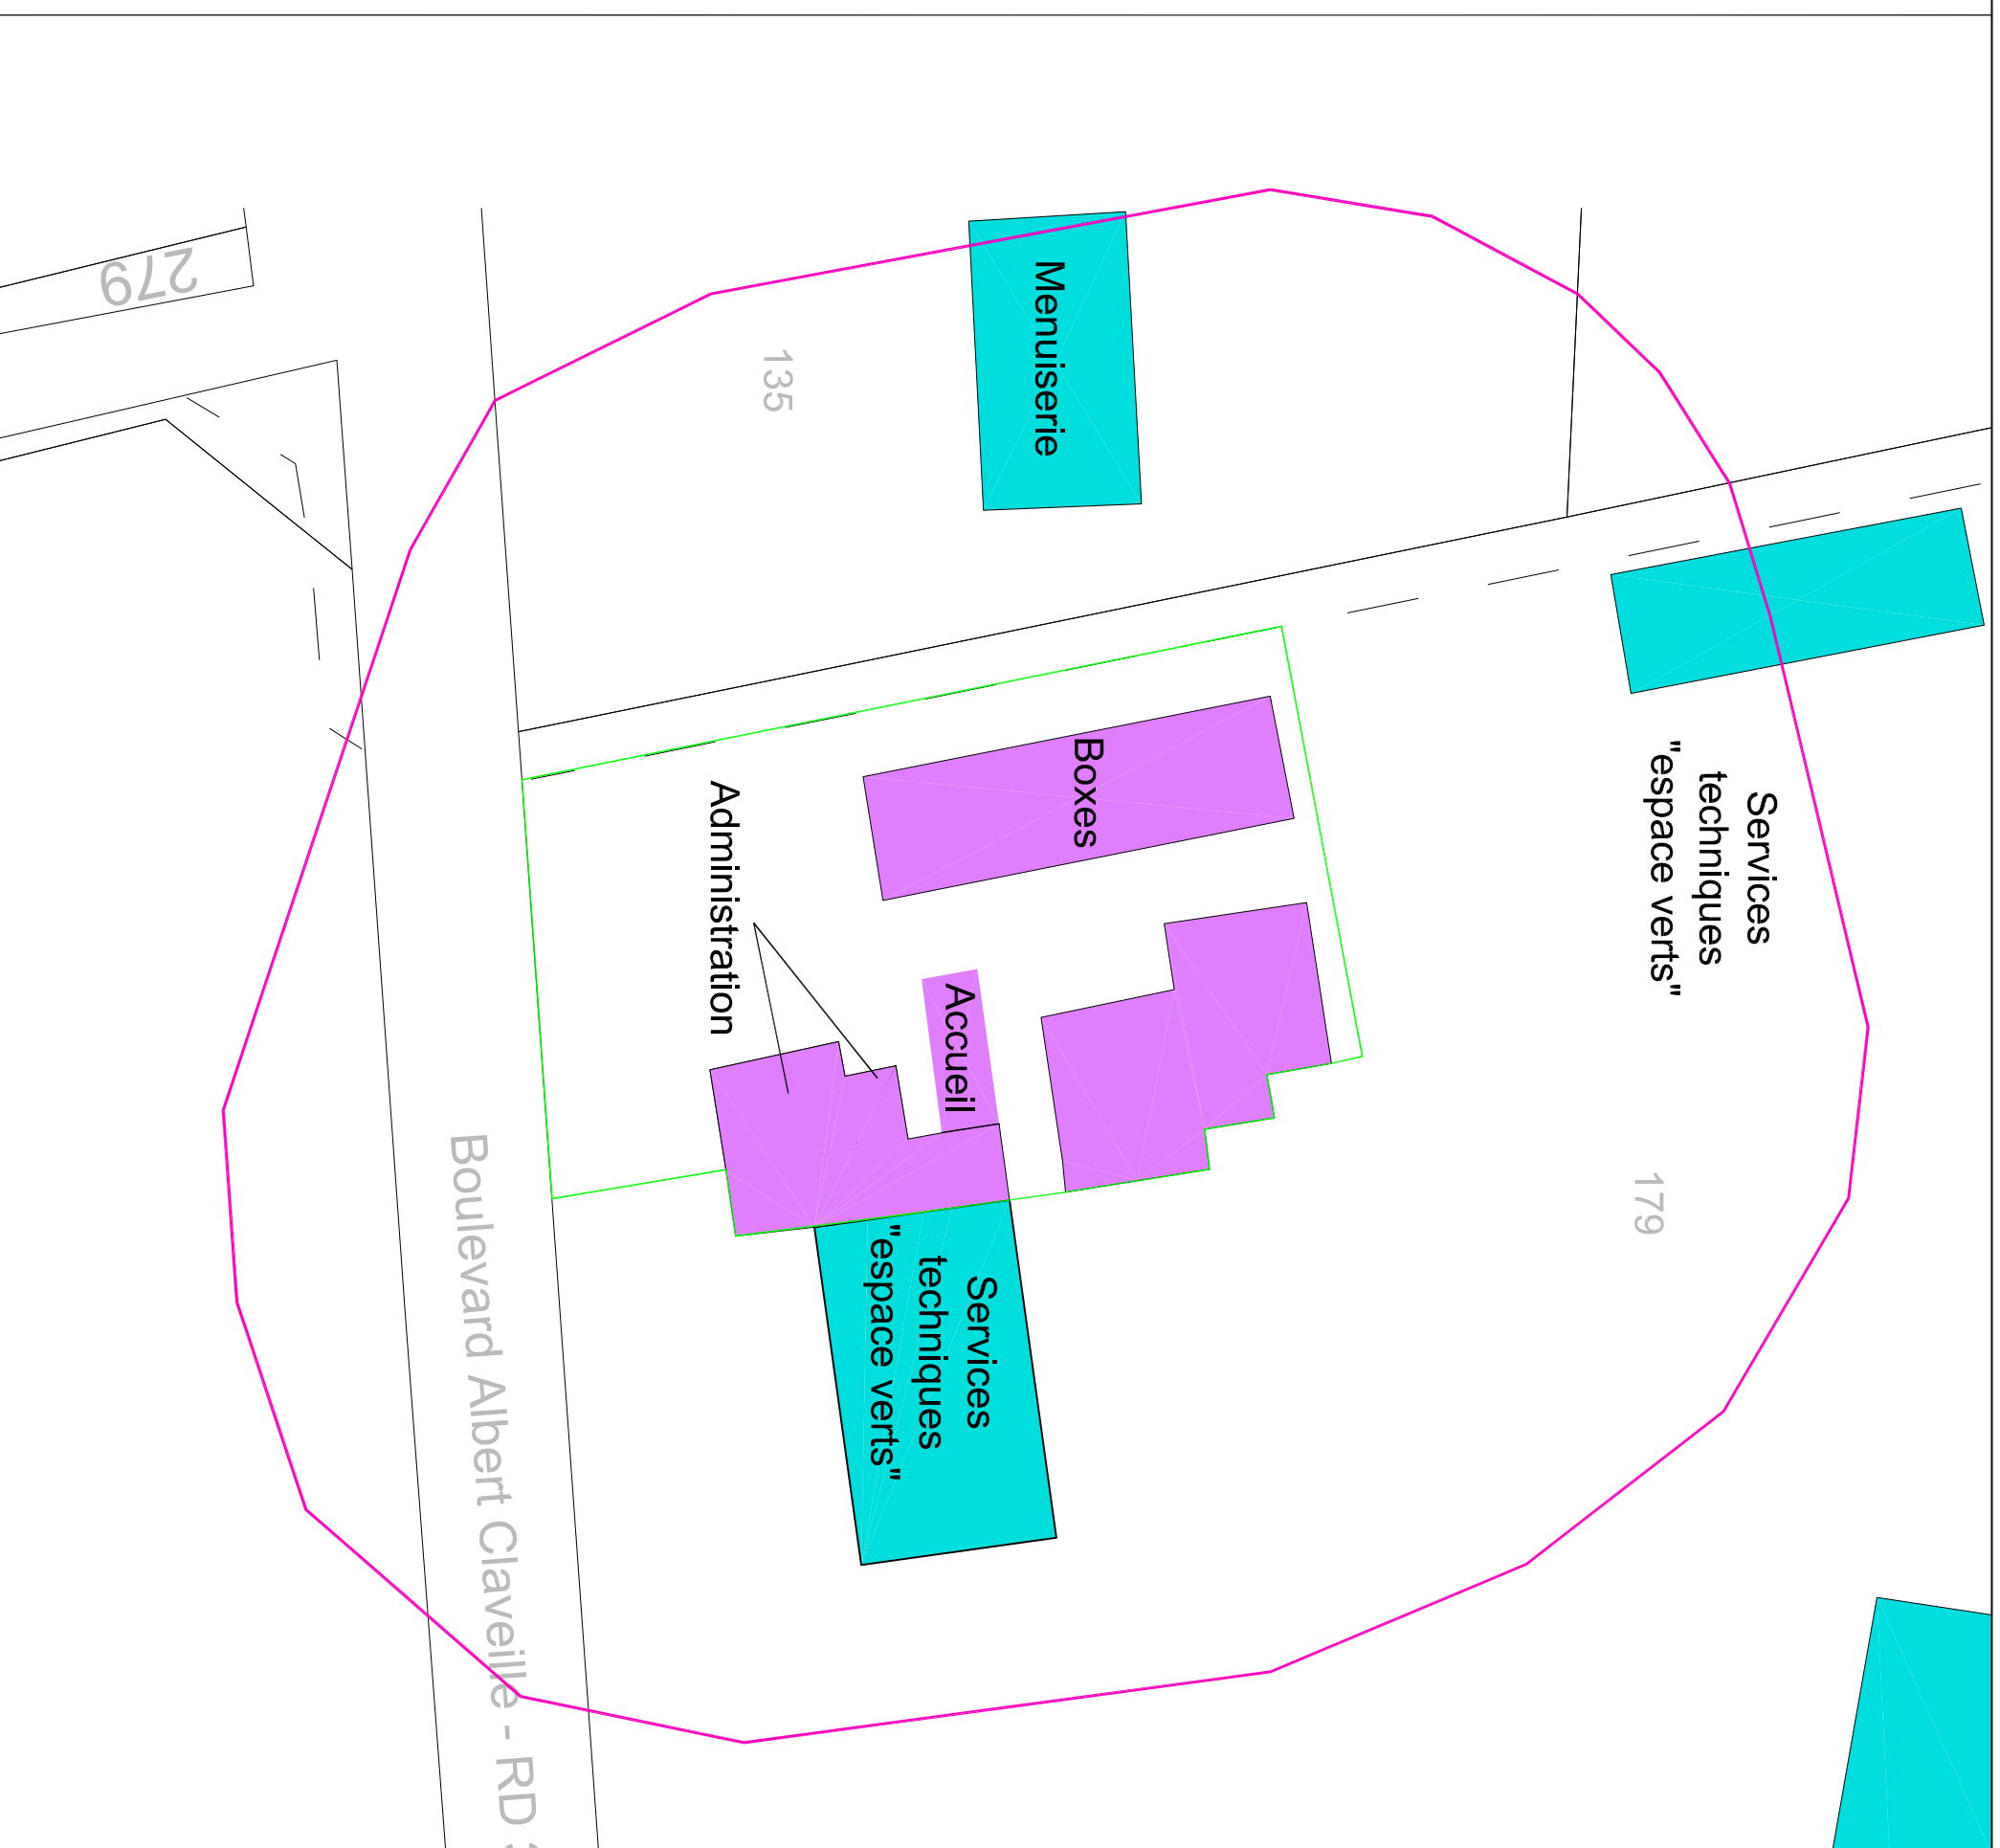 279
135
Menuiserie
Boxes
Administration
Accueil
Services
techniques
"espace verts"
179
Services
techniques
"espace verts"
Boulevard Albert Claveille - RD